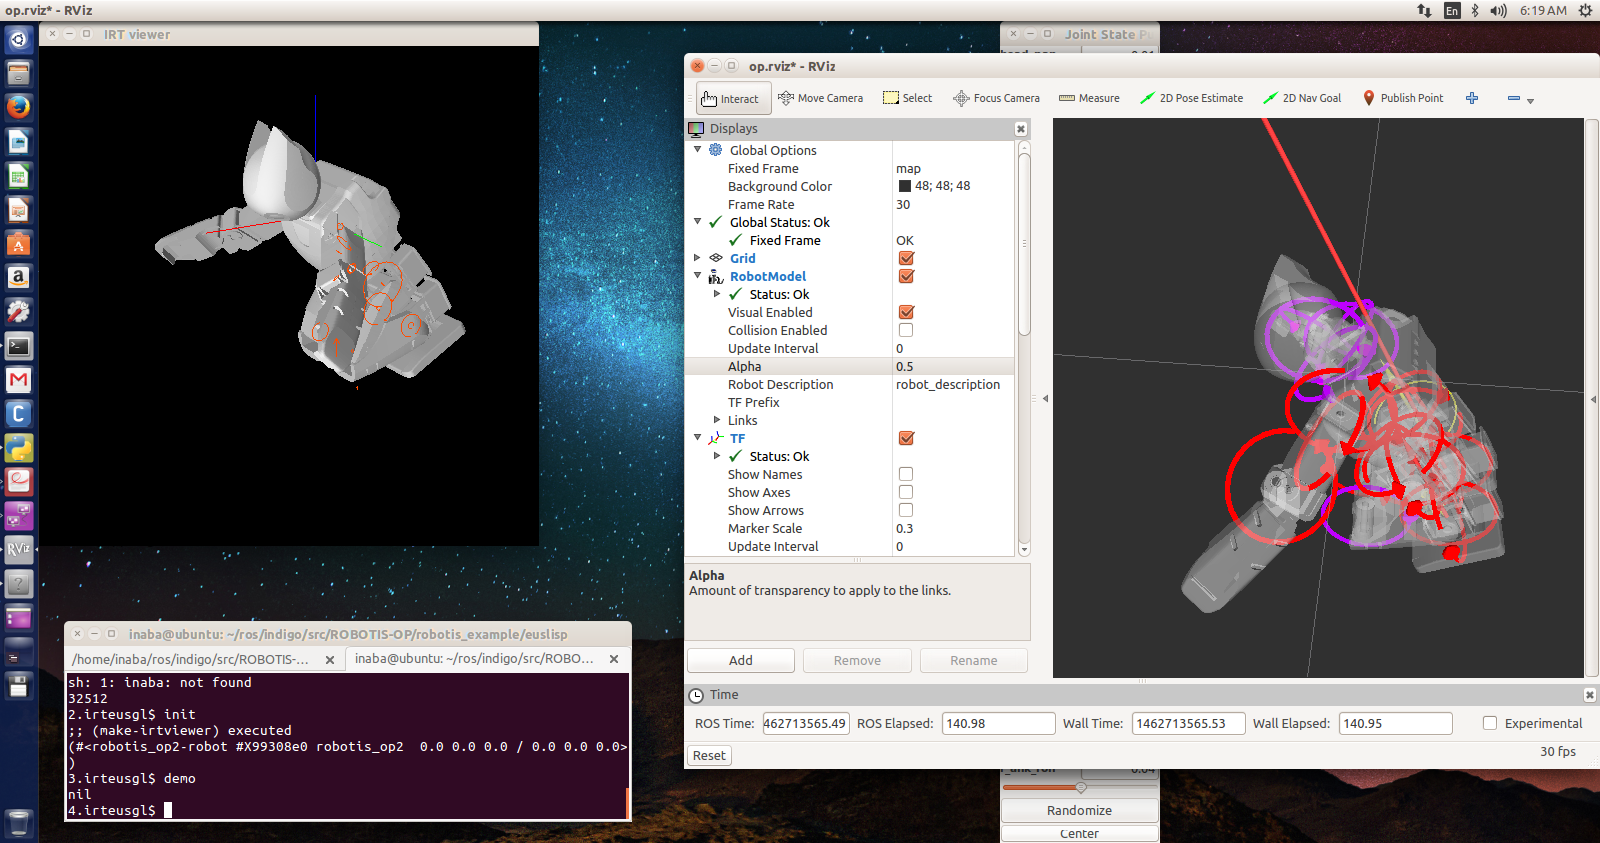 op.rviz* - RViz
En
6:19 AM
IRT viewer
Joint State Pu
op.rviz* - RViz
Interact
Move Camera
Select
Focus Camera
Measure
2D Pose Estimate
2D Nav Goal
Publish Point
Displays
Global Options
Fixed Frame map
Background Color 48; 48; 48
Frame Rate 30
Global Status: Ok
Fixed Frame OK
Grid
RobotModel
Status: Ok
Visual Enabled
Collision Enabled
Update Interval 0
Alpha 0.5
Robot Description robot_description
TF Prefix
Links
TF
Status: Ok
Show Names
Show Axes
Show Arrows
Marker Scale 0.3
Update Interval 0
Alpha
Amount of transparency to apply to the links.
Add
Remove
Rename
Time
ROS Time: 462713565.49 ROS Elapsed: 140.98 Wall Time: 1462713565.53 Wall Elapsed: 140.95 Experimental
Reset
30 fps
Randomize
Center
inaba@ubuntu: ~/ros/indigo/src/ROBOTIS-OP/robotis_example/euslisp
/home/inaba/ros/indigo/src/ROBOTIS-...
inaba@ubuntu: ~/ros/indigo/src/ROBO...
sh: 1: inaba: not found
32512
2.irteusgl$ init
;; (make-irtviewer) executed
(#<robotis_op2-robot #X99308e0 robotis_op2  0.0 0.0 0.0 / 0.0 0.0 0.0>
)
3.irteusgl$ demo
nil
4.irteusgl$
RViz